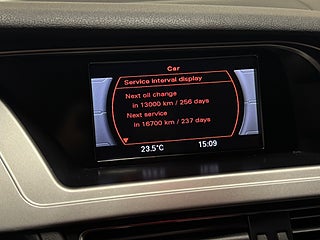 Car
Service interval display
Next oil change
in 13000 km / 256 days
Next service
in 16700 km / 237 days
23.5°C 15:09